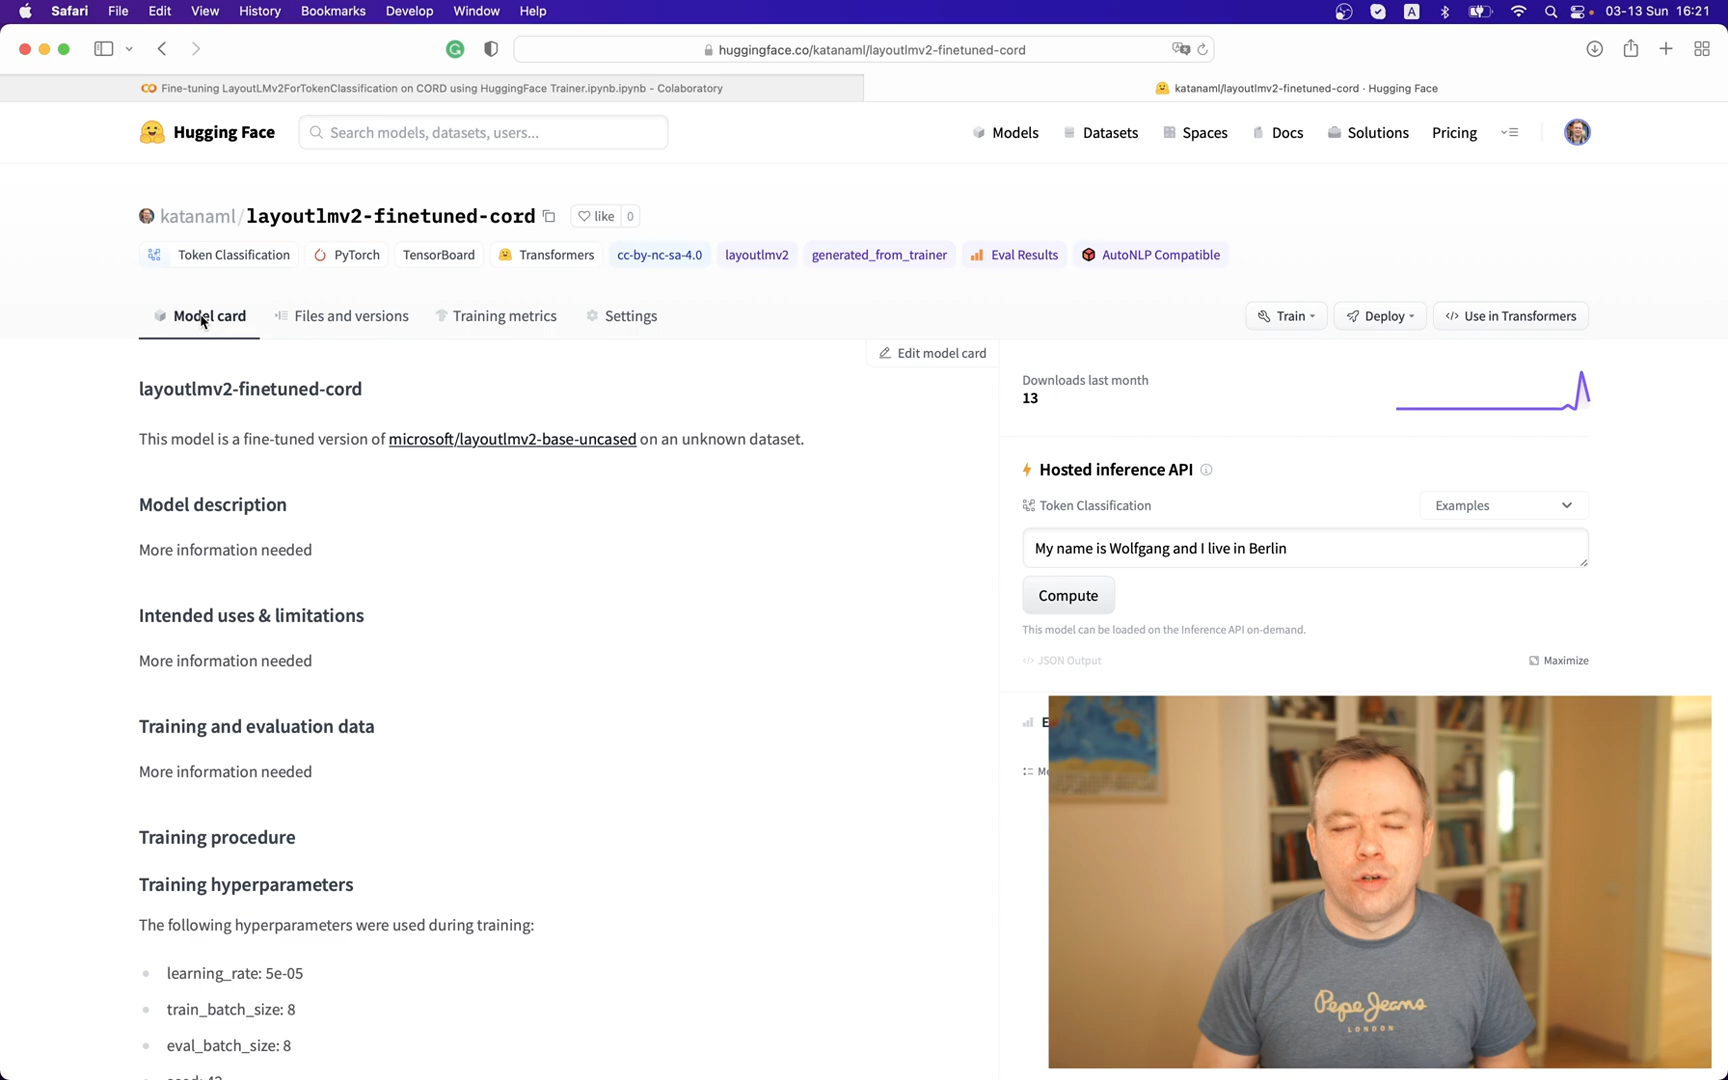 Safari File Edit View History Bookmarks Develop Window Help A 03-13 Sun 16:21
huggingface.co/katanaml/layoutlmv2-finetuned-cord
Fine-tuning LayoutLMv2ForTokenClassification on CORD using HuggingFace Trainer.ipynb.ipynb - Colaboratory
katanaml/layoutlmv2-finetuned-cord · Hugging Face
Hugging Face
Search models, datasets, users...
Models Datasets Spaces Docs Solutions Pricing
katanaml/layoutlmv2-finetuned-cord like 0
Token Classification PyTorch TensorBoard Transformers cc-by-nc-sa-4.0 layoutlmv2 generated_from_trainer Eval Results AutoNLP Compatible
Model card Files and versions Training metrics Settings
Train Deploy </> Use in Transformers
Edit model card
layoutlmv2-finetuned-cord
This model is a fine-tuned version of microsoft/layoutlmv2-base-uncased on an unknown dataset.
Model description
More information needed
Intended uses & limitations
More information needed
Training and evaluation data
More information needed
Training procedure
Training hyperparameters
The following hyperparameters were used during training:
learning_rate: 5e-05
train_batch_size: 8
eval_batch_size: 8
Downloads last month
13
Hosted inference API
Token Classification
Examples
My name is Wolfgang and I live in Berlin
Compute
This model can be loaded on the Inference API on-demand.
</> JSON Output
Maximize
Pepe Jeans
LONDON